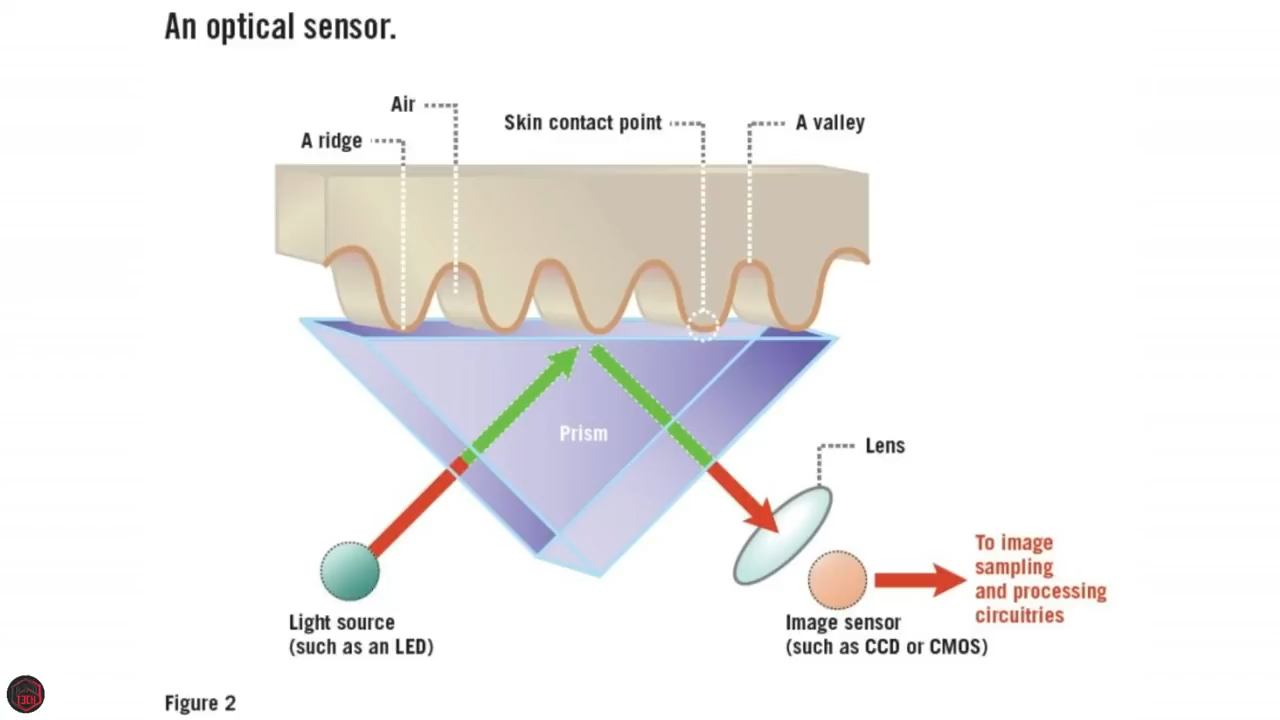 An optical sensor.
Air
Skin contact point
A valley
A ridge
Prism
Lens
To image
sampling
and processing
circuitries
Light source
(such as an LED)
Image sensor
(such as CCD or CMOS)
Figure 2